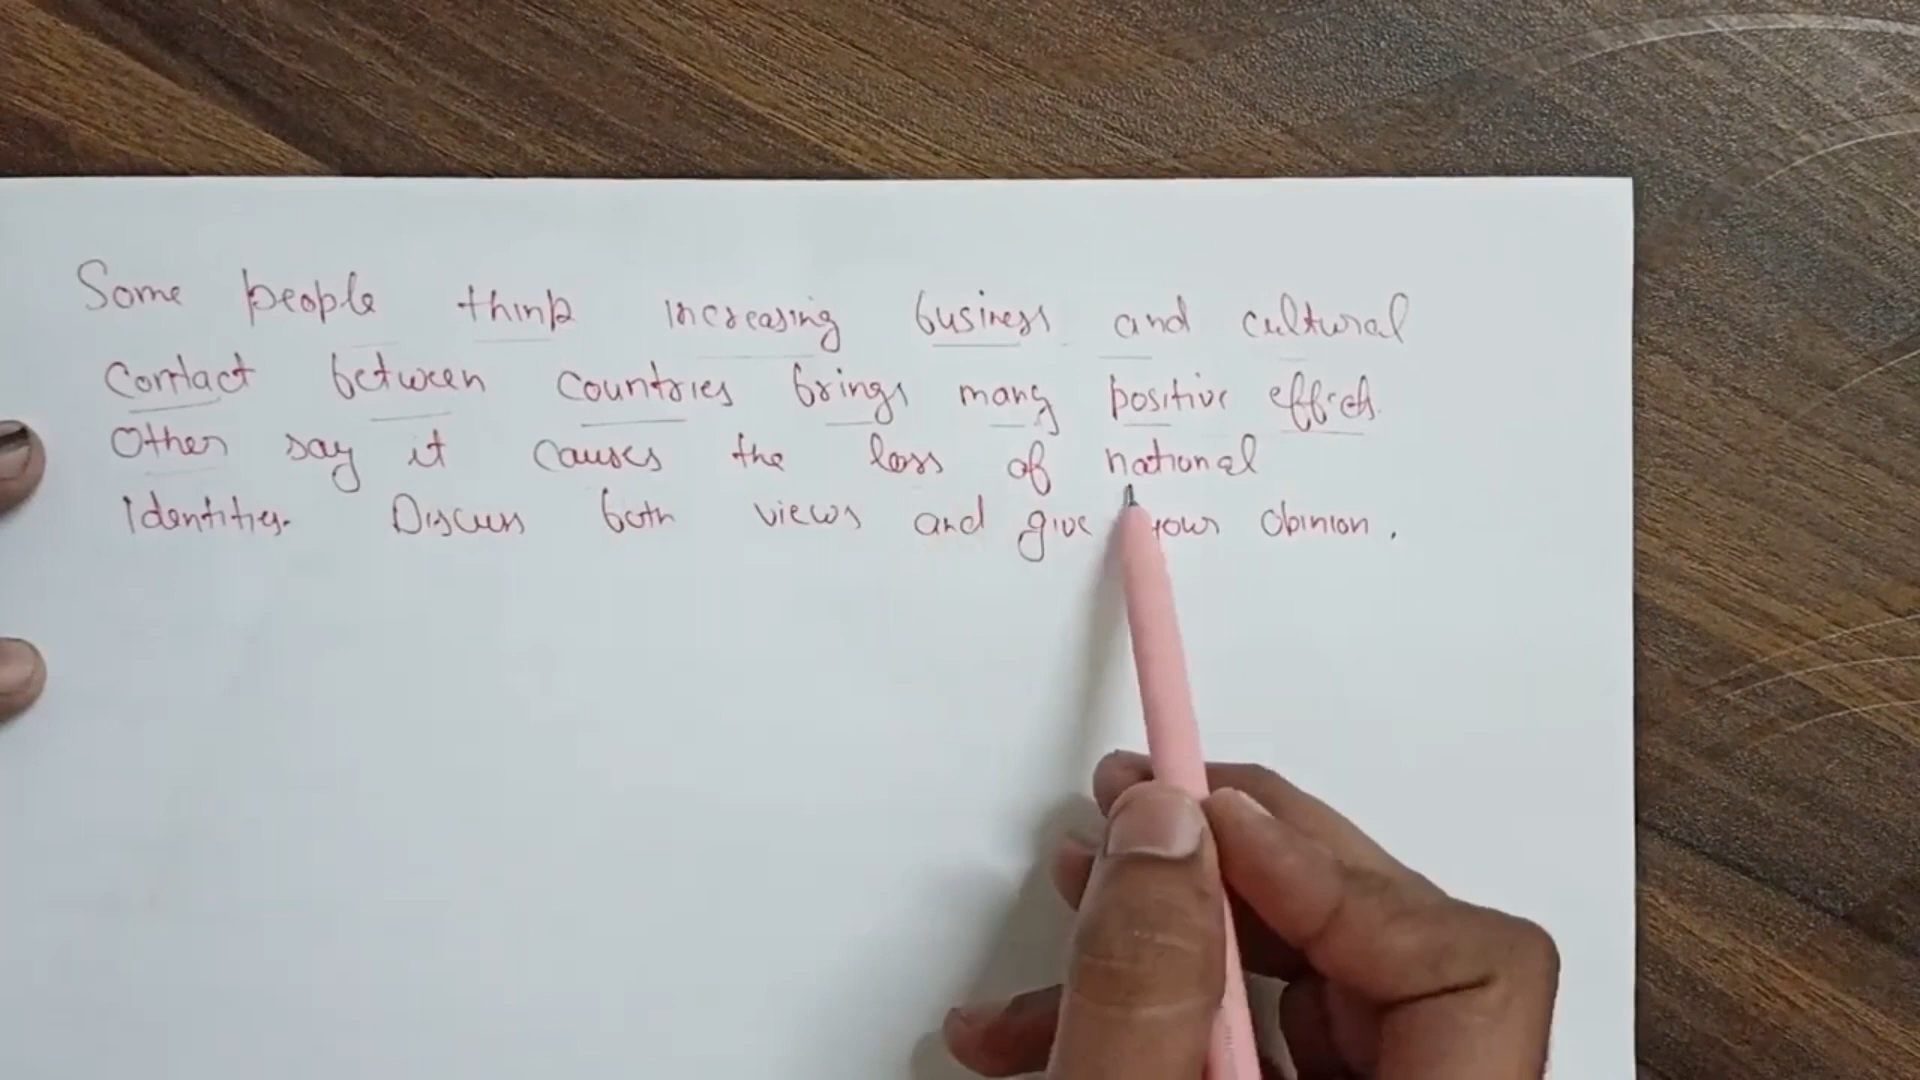 Some people think increasing business and cultural
Contact between countries brings many positive effects.
Other say it causes the loss of national
Identities. Discuss both views and give your opinion.